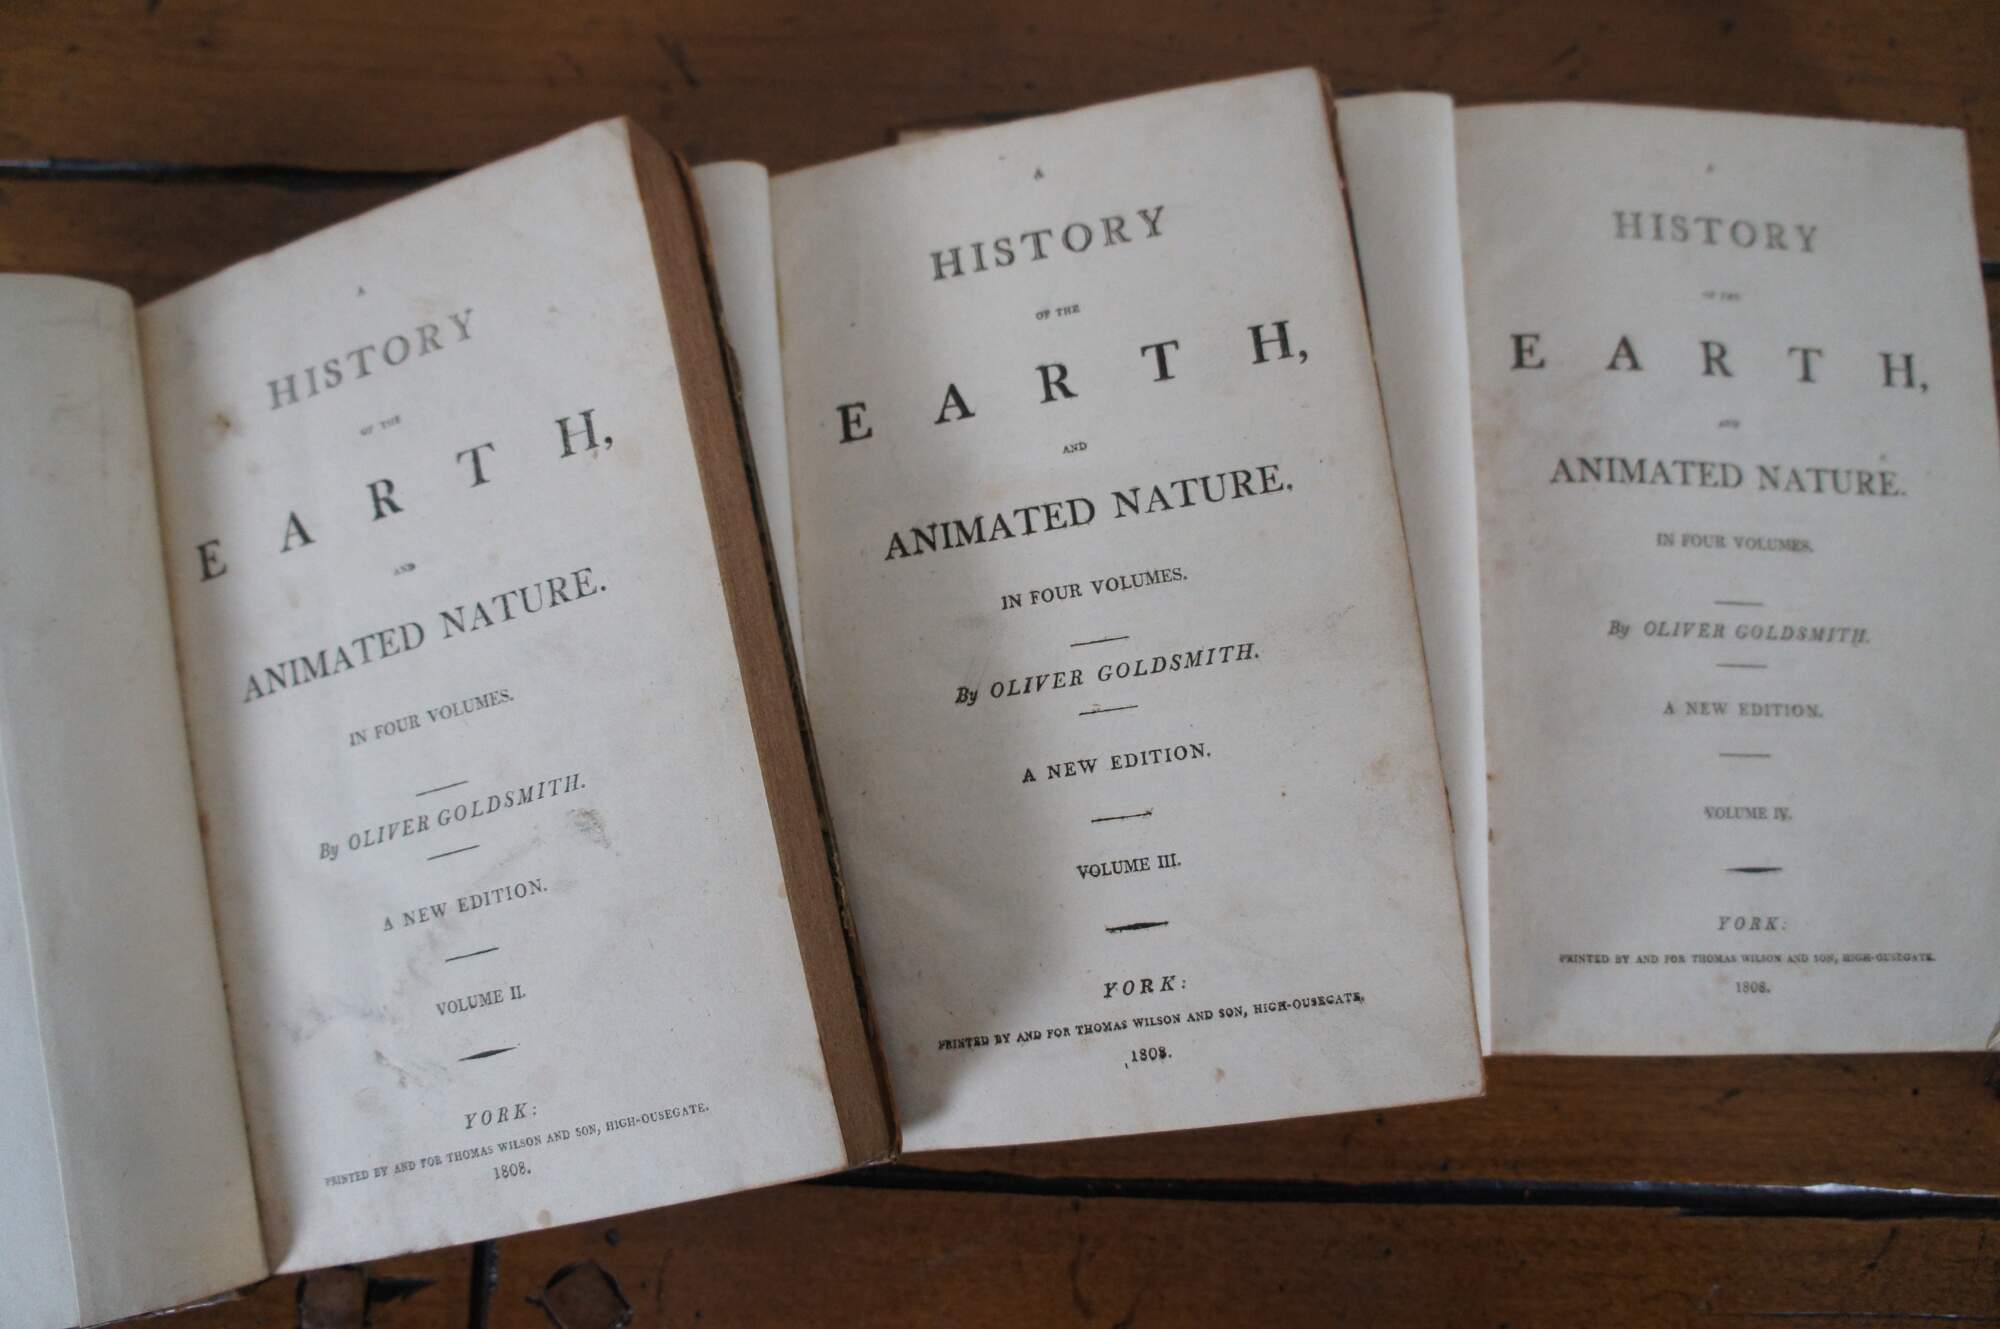 A
HISTORY
OF THE
EARTH,
AND
ANIMATED NATURE.
IN FOUR VOLUMES.
By OLIVER GOLDSMITH.
A NEW EDITION.
VOLUME II.
YORK:
PRINTED BY AND FOR THOMAS WILSON AND SON, HIGH-OUSEGATE.
1808.
A
HISTORY
OF THE
EARTH,
AND
ANIMATED NATURE.
IN FOUR VOLUMES.
By OLIVER GOLDSMITH.
A NEW EDITION.
VOLUME III.
YORK:
PRINTED BY AND FOR THOMAS WILSON AND SON, HIGH-OUSEGATE.
1808.
A
HISTORY
OF THE
EARTH,
AND
ANIMATED NATURE.
IN FOUR VOLUMES.
By OLIVER GOLDSMITH.
A NEW EDITION.
VOLUME IV.
YORK:
PRINTED BY AND FOR THOMAS WILSON AND SON, HIGH-OUSEGATE.
1808.